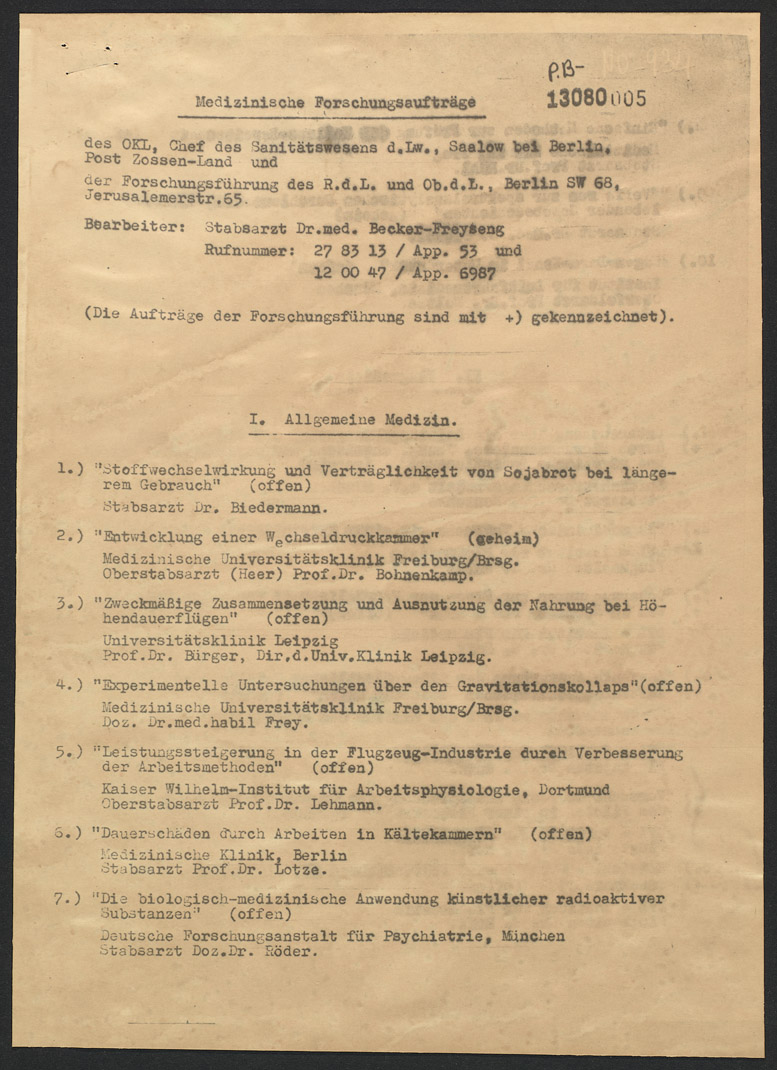 P.B-
13080 005
Medizinische Forschungsaufträge
des OKL, Chef des Sanitätswesens d.Lw., Saalow bei Berlin,
Post Zossen-Land und
der Forschungsführung des R.d.L. und Ob.d.L., Berlin SW 68,
Jerusalemerstr.65.
Bearbeiter: Stabsarzt Dr.med. Becker-Freyseng
Rufnummer: 27 83 13 / App. 53 und
12 00 47 / App. 6987
(Die Aufträge der Forschungsführung sind mit +) gekennzeichnet).
I. Allgemeine Medizin.
1.) "Stoffwechselwirkung und Verträglichkeit von Sojabrot bei länge-
rem Gebrauch" (offen)
Stabsarzt Dr. Biedermann.
2.) "Entwicklung einer Wechseldruckkammer" (geheim)
Medizinische Universitätsklinik Freiburg/Brsg.
Oberstabsarzt (Heer) Prof.Dr. Bohnenkamp.
3.) "Zweckmäßige Zusammensetzung und Ausnutzung der Nahrung bei Hö-
hendauerflügen" (offen)
Universitätsklinik Leipzig
Prof.Dr. Bürger, Dir.d.Univ.Klinik Leipzig.
4.) "Experimentelle Untersuchungen über den Gravitationskollaps"(offen)
Medizinische Universitätsklinik Freiburg/Brsg.
Doz. Dr.med.habil Frey.
5.) "Leistungssteigerung in der Flugzeug-Industrie durch Verbesserung
der Arbeitsmethoden" (offen)
Kaiser Wilhelm-Institut für Arbeitsphysiologie, Dortmund
Oberstabsarzt Prof.Dr. Lehmann.
6.) "Dauerschäden durch Arbeiten in Kältekammern" (offen)
Medizinische Klinik, Berlin
Stabsarzt Prof.Dr. Lotze.
7.) "Die biologisch-medizinische Anwendung künstlicher radioaktiver
Substanzen" (offen)
Deutsche Forschungsanstalt für Psychiatrie, München
Stabsarzt Doz.Dr. Röder.